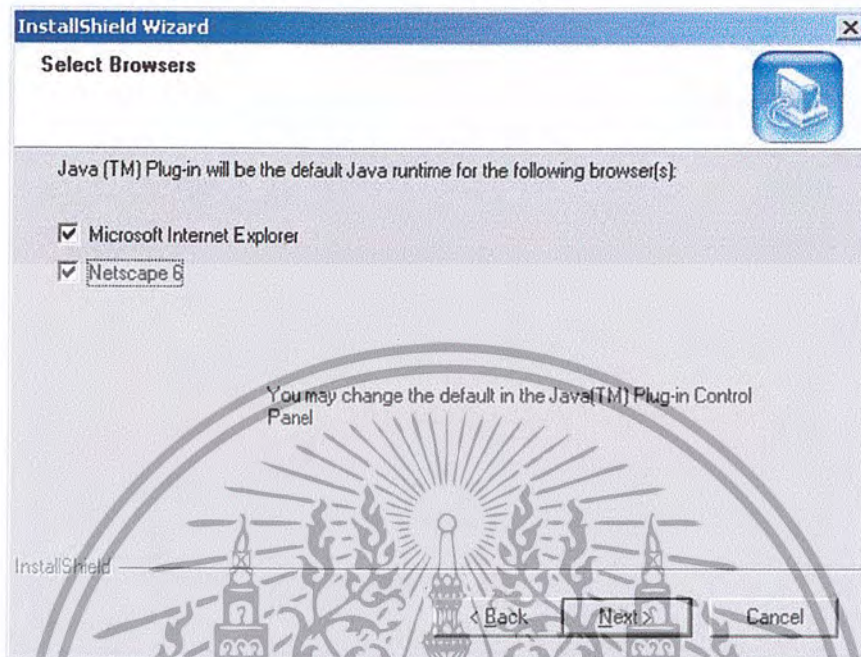 InstallShield Wizard
Select Browsers
Java (TM) Plug-in will be the default Java runtime for the following browser(s):
Microsoft Internet Explorer
Netscape 6
You may change the default in the Java(TM) Plug-in Control
Panel
InstallShield
< Back Next > Cancel